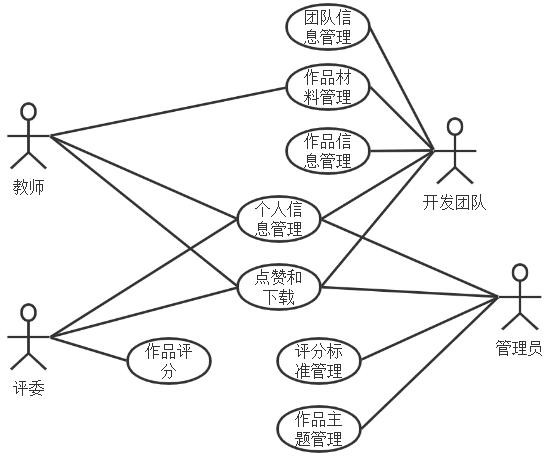 团队信
息管理
作品材
料管理
作品信
息管理
教师
开发团队
个人信
息管理
点赞和
下载
作品评
分
评分标
准管理
管理员
评委
作品主
题管理